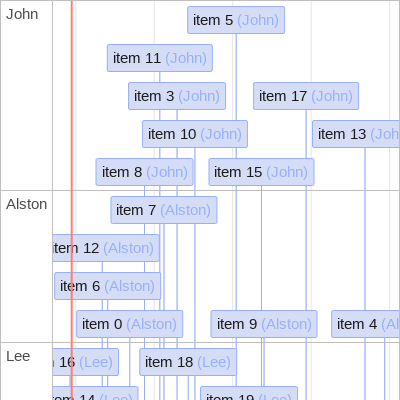 John
item 5 (John)
item 11 (John)
item 3 (John)
item 17 (John)
item 10 (John)
item 13 (Joh
item 8 (John)
item 15 (John)
Alston
item 7 (Alston)
item 12 (Alston)
item 6 (Alston)
item 0 (Alston)
item 9 (Alston)
item 4 (Al
Lee
16 (Lee)
item 18 (Lee)
item 14 (Lee)
item 19 (Lee)